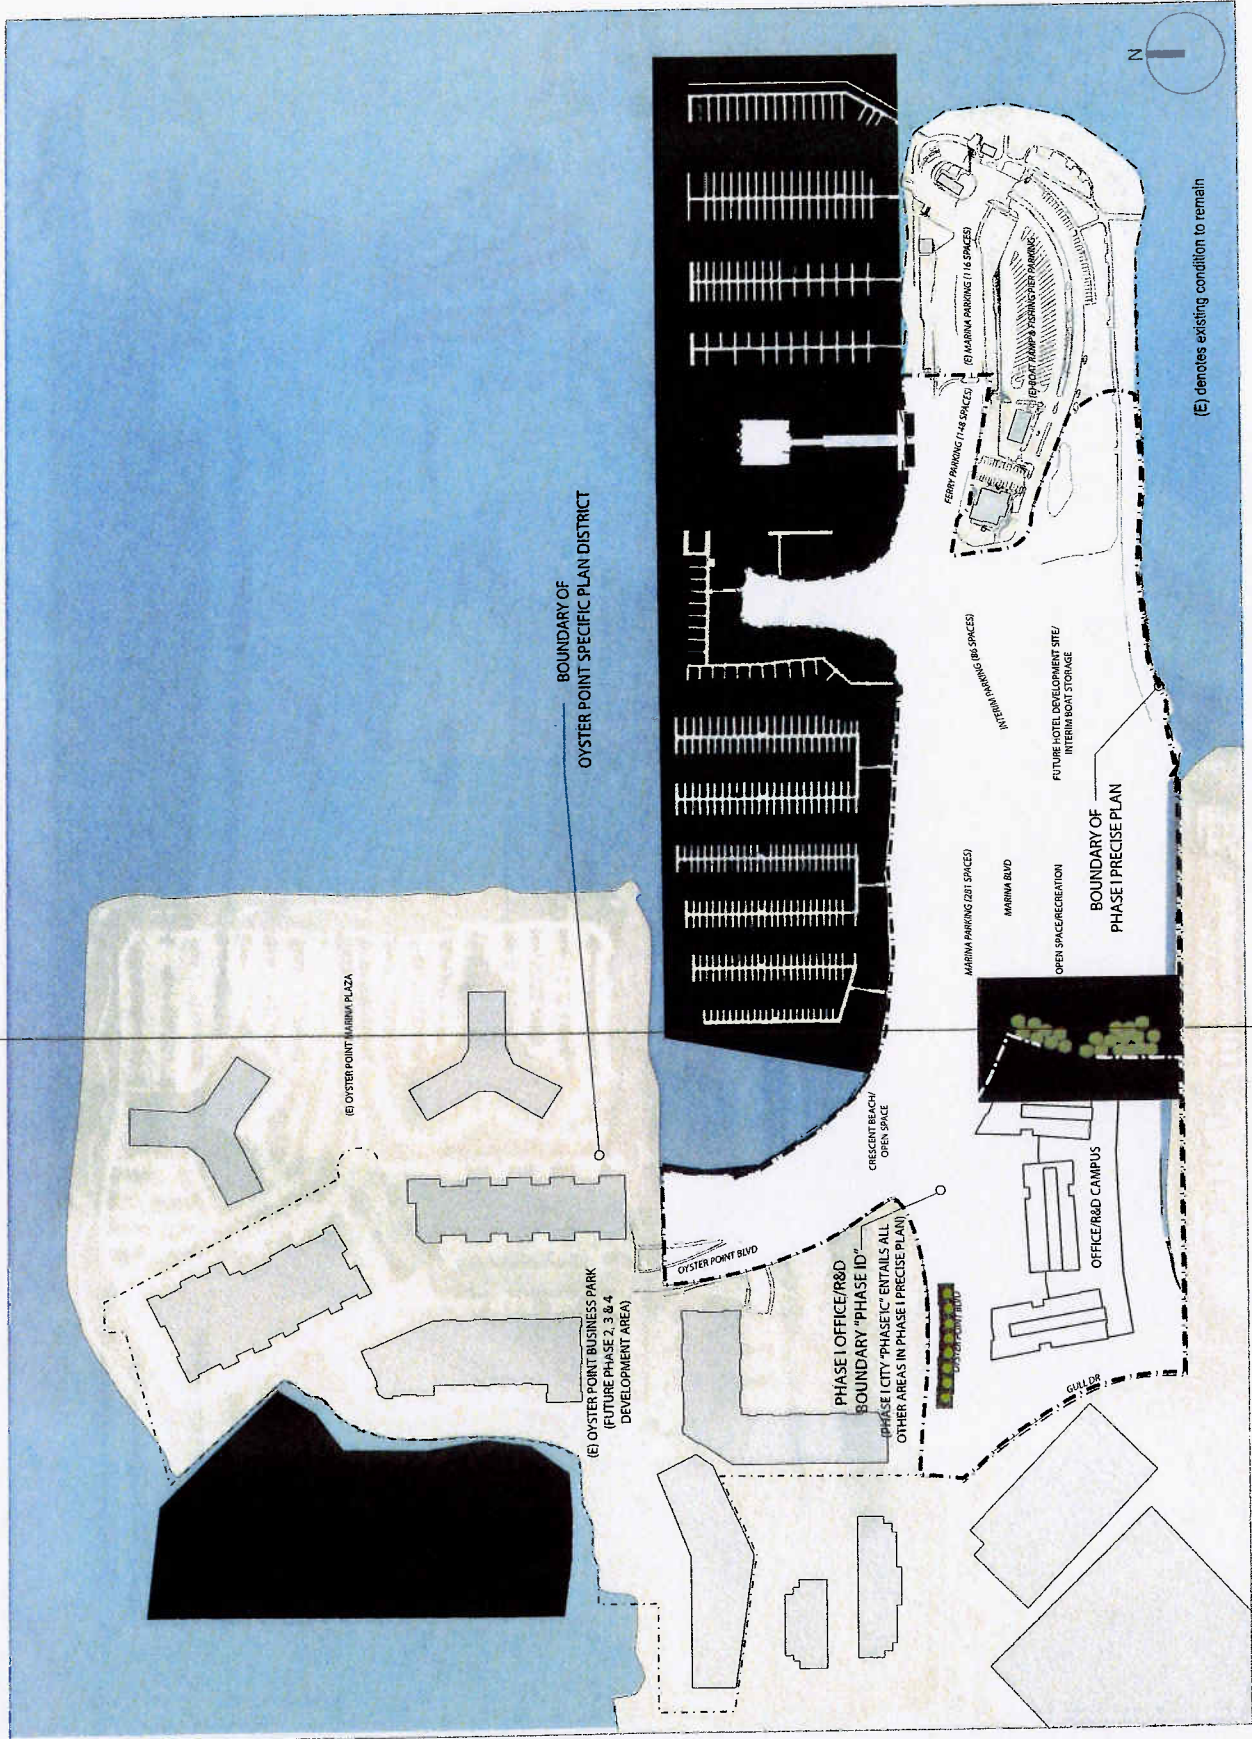 N
(E) denotes existing condition to remain
(E) MARINA PARKING (116 SPACES)
(E) BOAT RAMP & FISHING PIER PARKING
FERRY PARKING (148 SPACES)
BOUNDARY OF
OYSTER POINT SPECIFIC PLAN DISTRICT
INTERIM PARKING (86 SPACES)
FUTURE HOTEL DEVELOPMENT SITE/
INTERIM BOAT STORAGE
MARINA PARKING (281 SPACES)
MARINA BLVD
OPEN SPACE/RECREATION
BOUNDARY OF
PHASE I PRECISE PLAN
(E) OYSTER POINT MARINA PLAZA
CRESCENT BEACH/
OPEN SPACE
OYSTER POINT BLVD
(E) OYSTER POINT BUSINESS PARK
(FUTURE PHASE 2, 3 & 4
DEVELOPMENT AREA)
PHASE I OFFICE/R&D
BOUNDARY "PHASE ID"
(PHASE I CITY "PHASE IC" ENTAILS ALL
OTHER AREAS IN PHASE I PRECISE PLAN)
OYSTER POINT BLVD
OFFICE/R&D CAMPUS
GULL DR